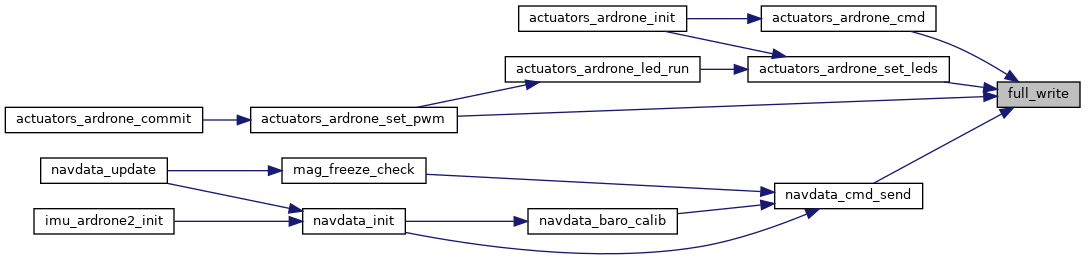 actuators_ardrone_init
actuators_ardrone_cmd
actuators_ardrone_led_run
actuators_ardrone_set_leds
full_write
actuators_ardrone_commit
actuators_ardrone_set_pwm
navdata_update
mag_freeze_check
navdata_cmd_send
imu_ardrone2_init
navdata_init
navdata_baro_calib